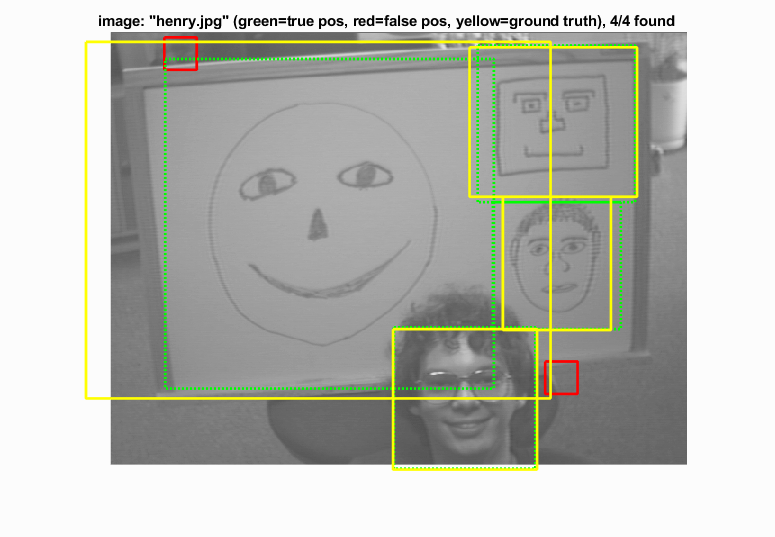 image: "henry.jpg" (green=true pos, red=false pos, yellow=ground truth), 4/4 found